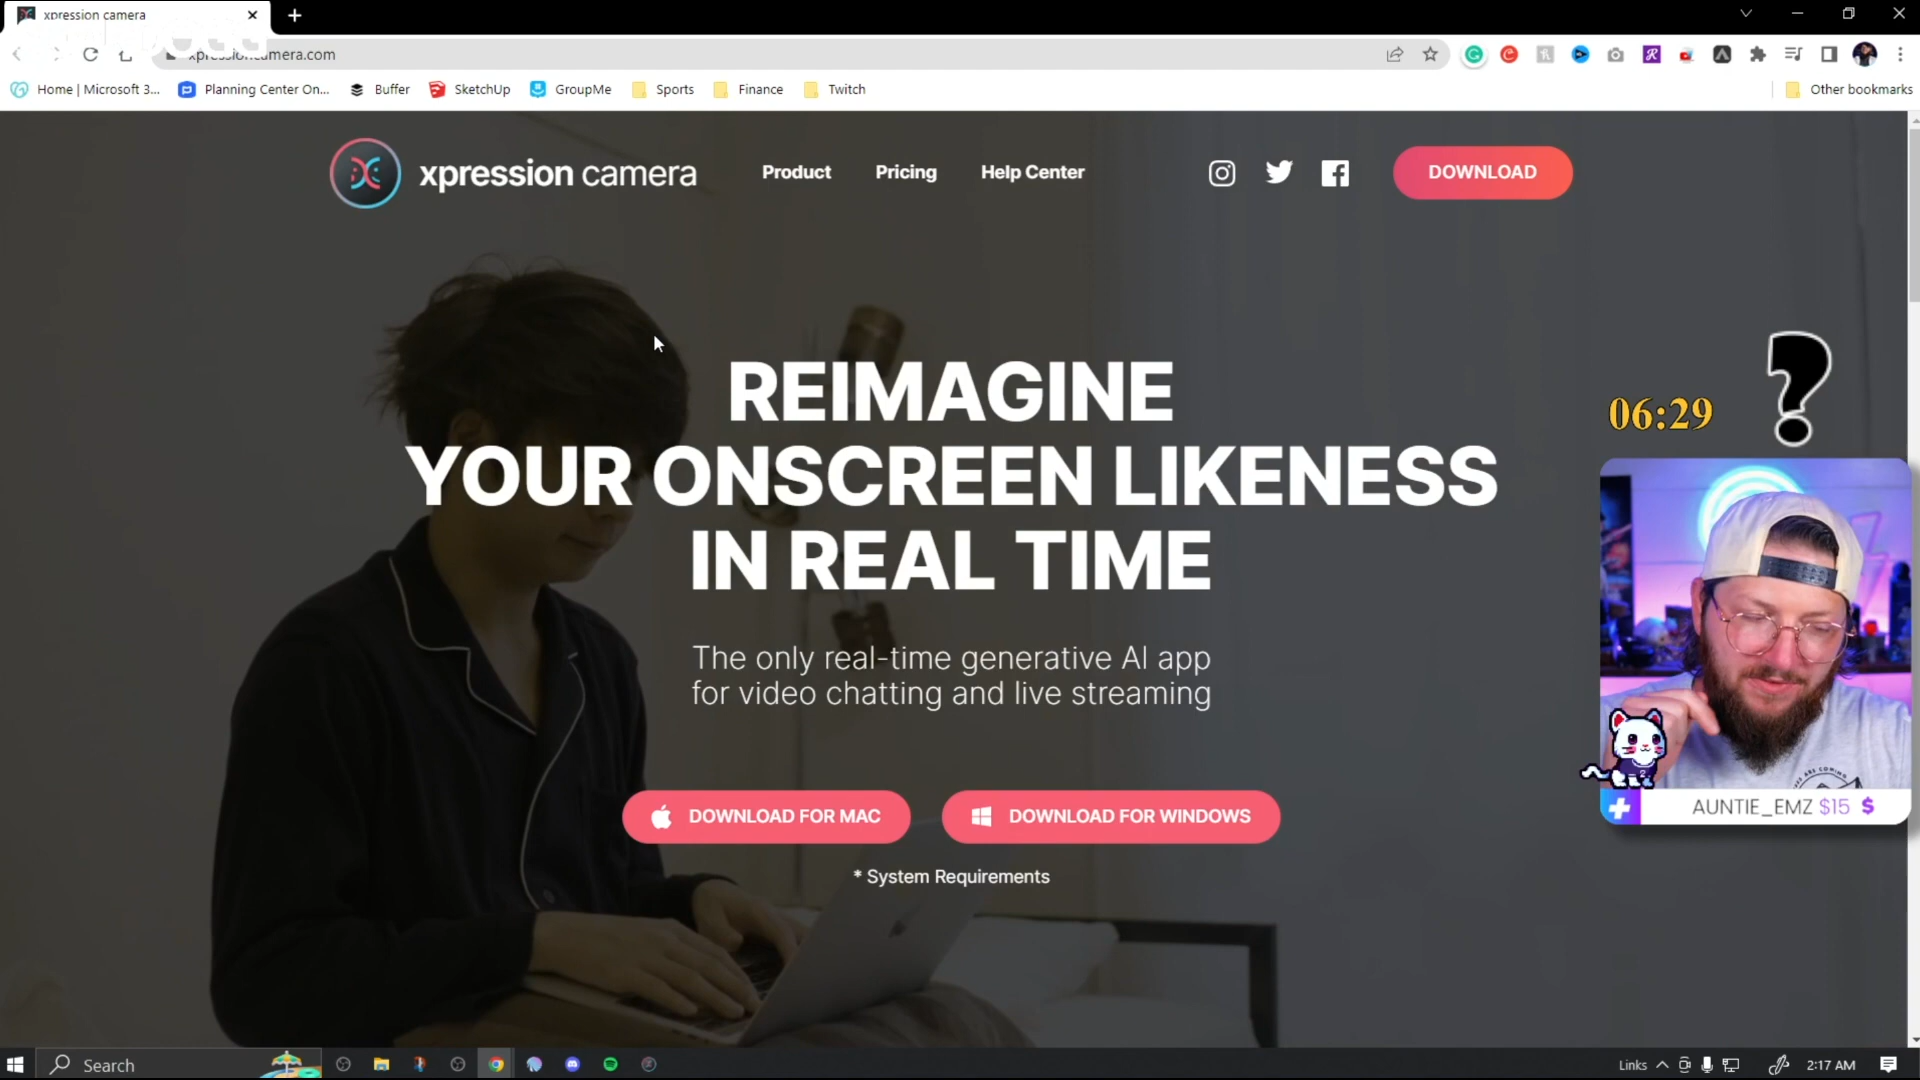 xpression camera
xpressioncamera.com
Home | Microsoft 3...
Planning Center On...
Buffer
SketchUp
GroupMe
Sports
Finance
Twitch
Other bookmarks
xpression camera
Product
Pricing
Help Center
DOWNLOAD
REIMAGINE
YOUR ONSCREEN LIKENESS
IN REAL TIME
The only real-time generative AI app
for video chatting and live streaming
DOWNLOAD FOR MAC
DOWNLOAD FOR WINDOWS
* System Requirements
06:29
?
AUNTIE_EMZ $15 $
Search
Links
2:17 AM